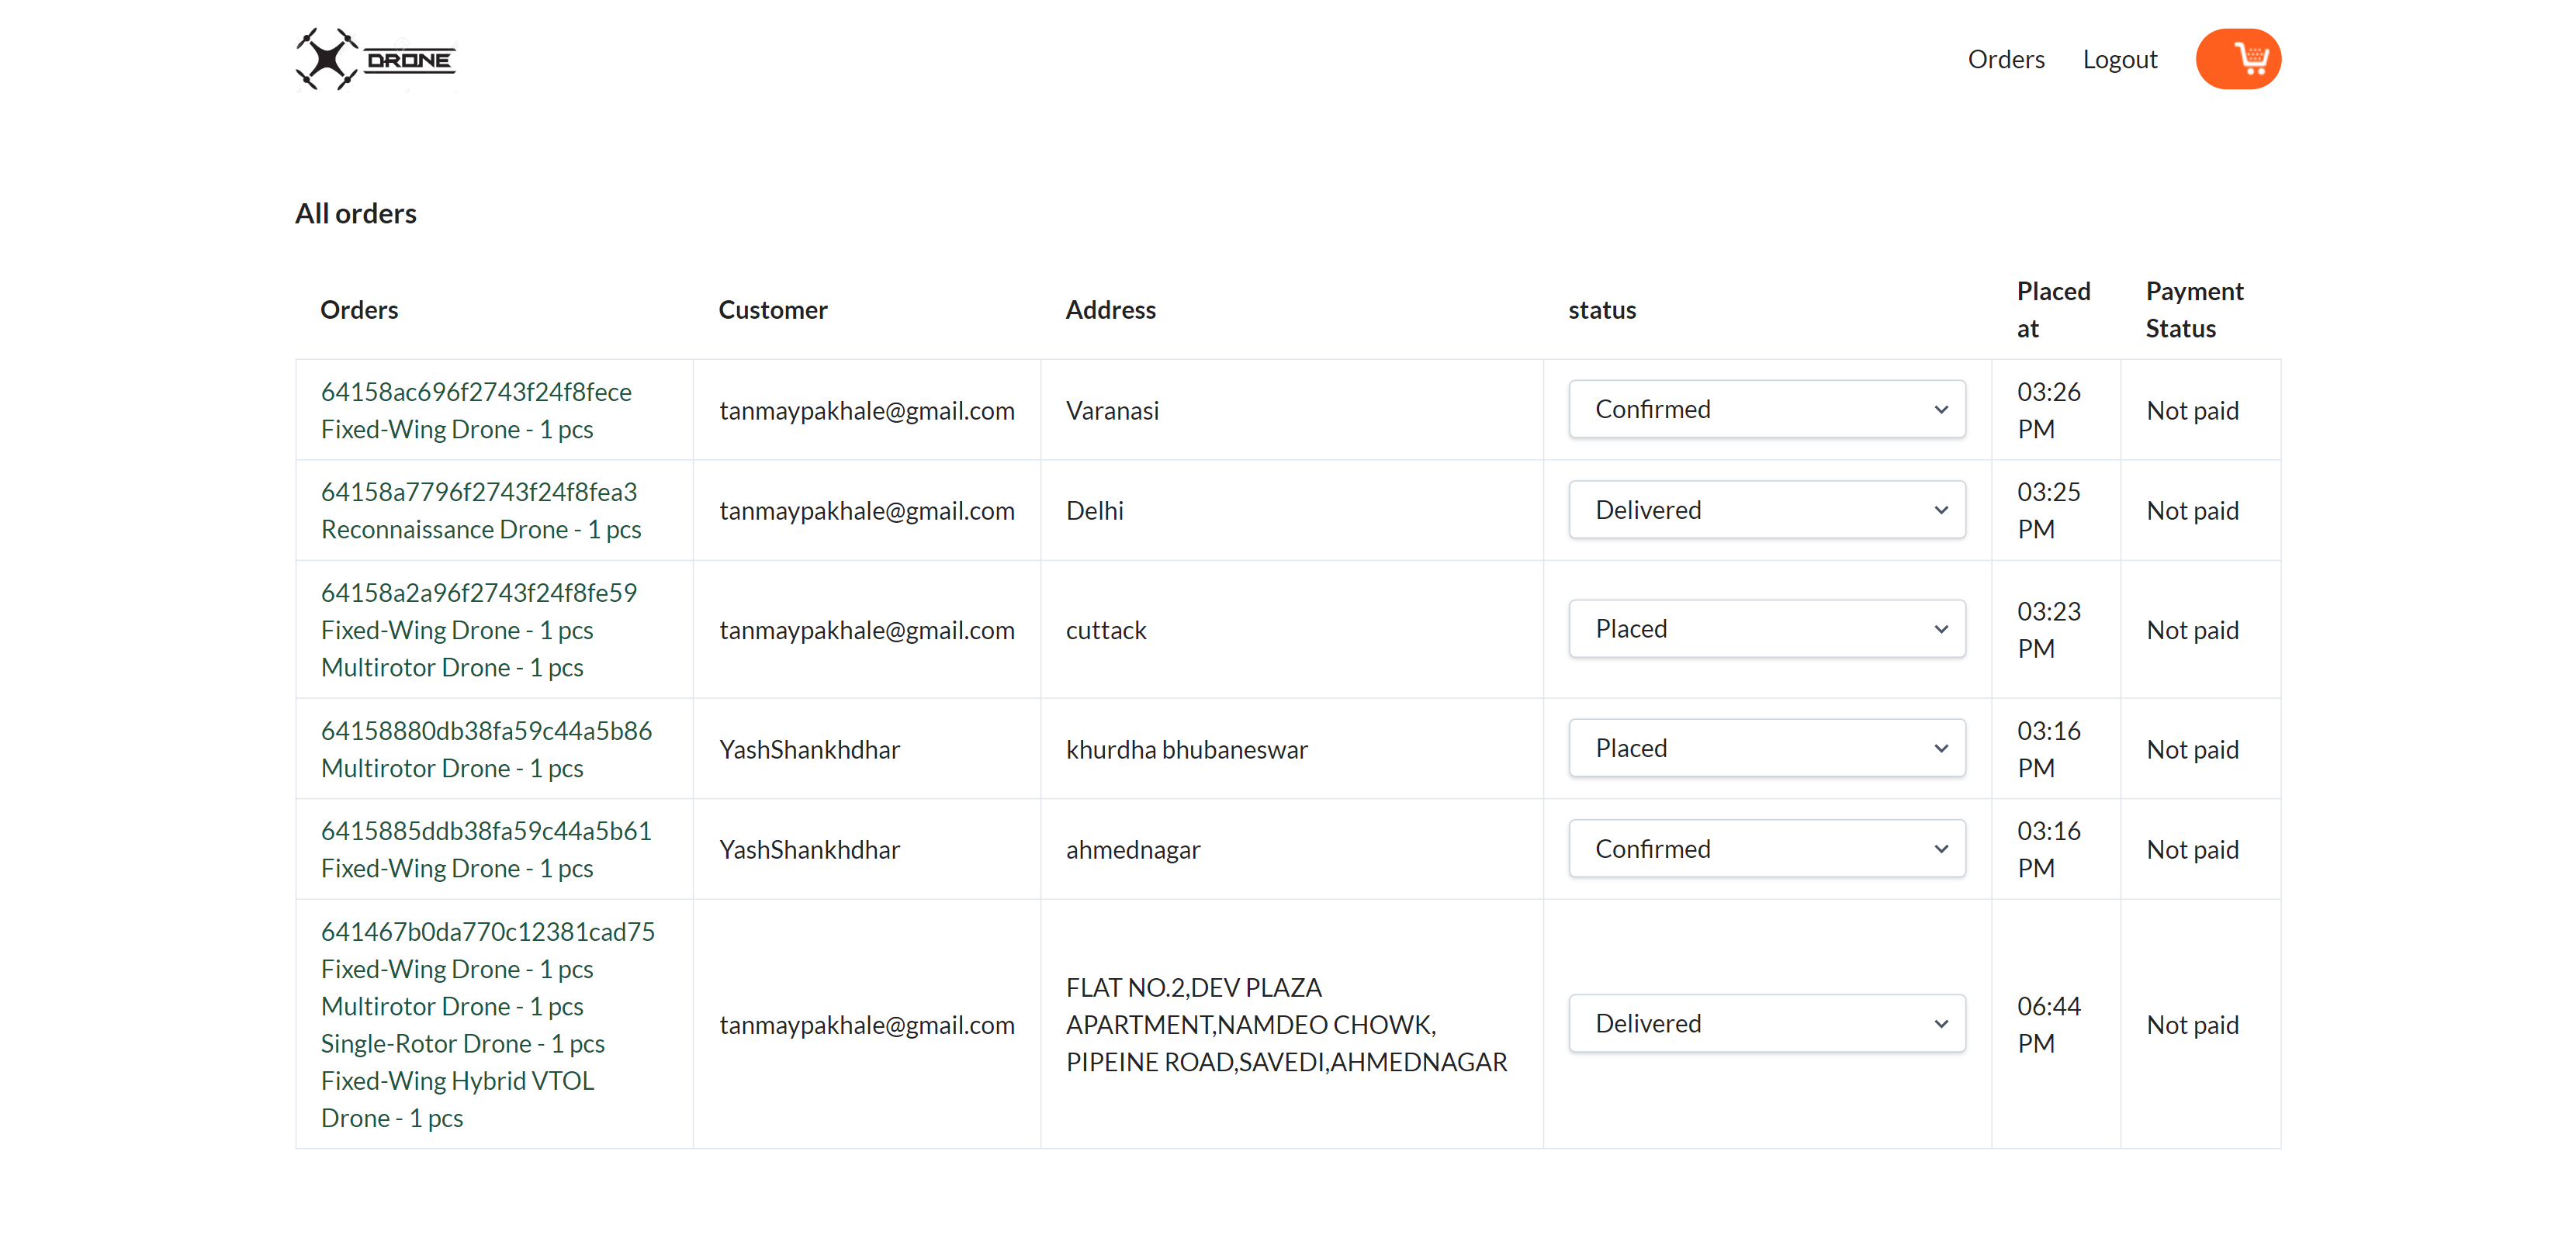 DRONE
Orders Logout
All orders
Orders Customer Address status Placed at Payment Status
64158ac696f2743f24f8fece
Fixed-Wing Drone - 1 pcs
tanmaypakhale@gmail.com
Varanasi
Confirmed
03:26
PM
Not paid
64158a7796f2743f24f8fea3
Reconnaissance Drone - 1 pcs
tanmaypakhale@gmail.com
Delhi
Delivered
03:25
PM
Not paid
64158a2a96f2743f24f8fe59
Fixed-Wing Drone - 1 pcs
Multirotor Drone - 1 pcs
tanmaypakhale@gmail.com
cuttack
Placed
03:23
PM
Not paid
64158880db38fa59c44a5b86
Multirotor Drone - 1 pcs
YashShankhdhar
khurdha bhubaneswar
Placed
03:16
PM
Not paid
6415885ddb38fa59c44a5b61
Fixed-Wing Drone - 1 pcs
YashShankhdhar
ahmednagar
Confirmed
03:16
PM
Not paid
641467b0da770c12381cad75
Fixed-Wing Drone - 1 pcs
Multirotor Drone - 1 pcs
Single-Rotor Drone - 1 pcs
Fixed-Wing Hybrid VTOL
Drone - 1 pcs
tanmaypakhale@gmail.com
FLAT NO.2,DEV PLAZA
APARTMENT,NAMDEO CHOWK,
PIPEINE ROAD,SAVEDI,AHMEDNAGAR
Delivered
06:44
PM
Not paid